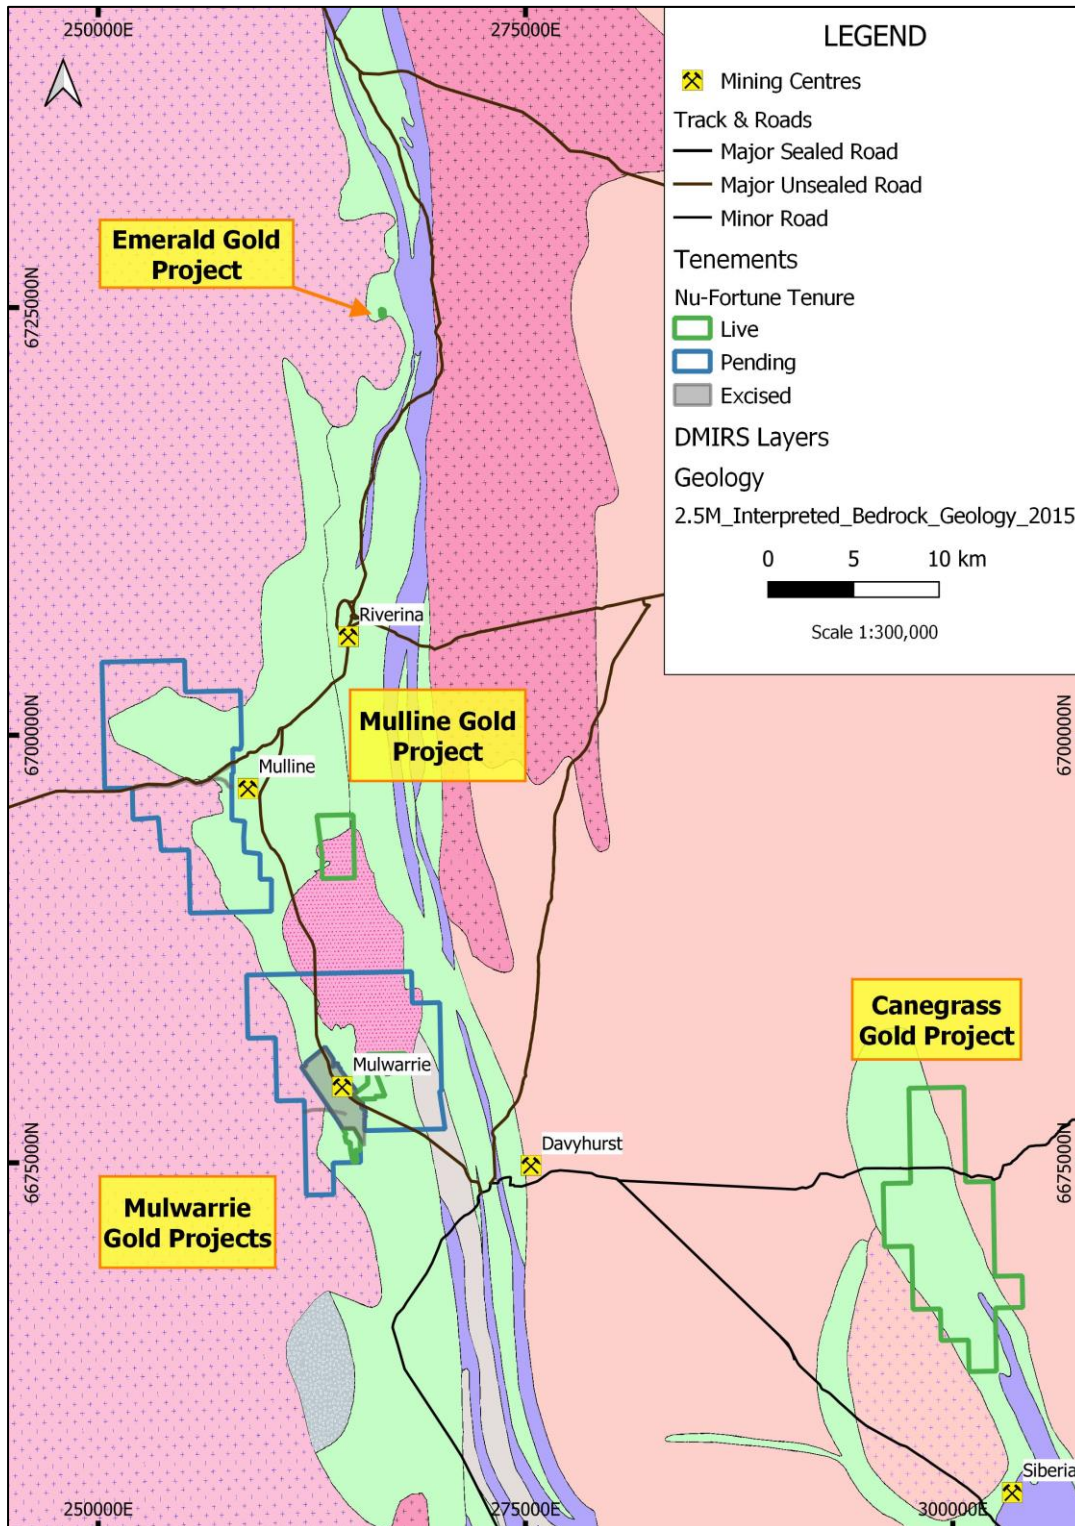 250000E
275000E
LEGEND
Mining Centres
Track & Roads
Major Sealed Road
Major Unsealed Road
Minor Road
Tenements
Nu-Fortune Tenure
Live
Pending
Excised
DMIRS Layers
Geology
2.5M_Interpreted_Bedrock_Geology_2015
0 5 10 km
Scale 1:300,000
Emerald Gold
Project
6725000N
Riverina
Mulline Gold
Project
6700000N
6700000N
Mulline
Canegrass
Gold Project
Mulwarrie
Davyhurst
6675000N
6675000N
Mulwarrie
Gold Projects
Siberia
250000E
275000E
300000E